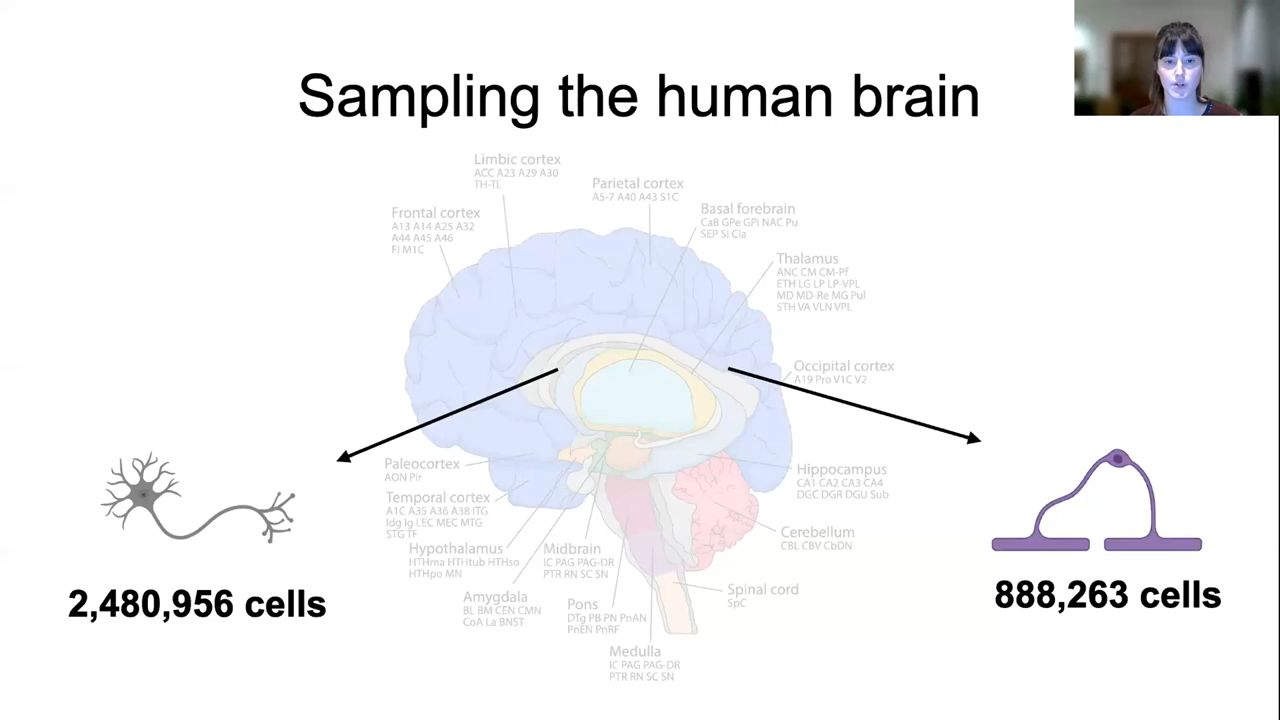 Sampling the human brain
Limbic cortex
ACC A23 A29 A30
TH-TL
Parietal cortex
A5-7 A40 A43 S1C
Frontal cortex
A13 A14 A25 A32
A44 A45 A46
FI M1C
Basal forebrain
CaB GPe GPi NAC Pu
SEP SI Cla
Thalamus
ANC CM CM-Pf
ETH LG LP LP-VPL
MD MD-Re MG Pul
STH VA VLN VPL
Occipital cortex
A19 Pro V1C V2
Paleocortex
AON Pir
Temporal cortex
A1C A35 A36 A38 ITG
Idg Ig LEC MEC MTG
STG TF
Hippocampus
CA1 CA2 CA3 CA4
DGC DGR DGU Sub
Cerebellum
CBL CBV CbDN
Hypothalamus
HTHma HTHtub HTHso
HTHpo MN
Midbrain
IC PAG PAG-DR
PTR RN SC SN
Amygdala
BL BM CEN CMN
CoA La BNST
Pons
DTg PB PN PnAN
PnEN PnRF
Spinal cord
SpC
Medulla
IC PAG PAG-DR
PTR RN SC SN
2,480,956 cells
888,263 cells